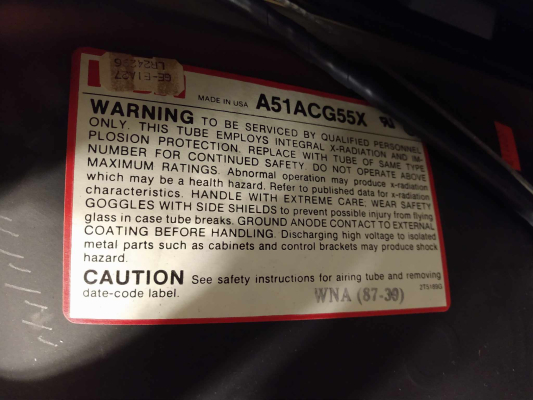 GE-E1A27
LR24226
MADE IN USA A51ACG55X
WARNING TO BE SERVICED BY QUALIFIED PERSONNEL
ONLY. THIS TUBE EMPLOYS INTEGRAL X-RADIATION AND IM-
PLOSION PROTECTION. REPLACE WITH TUBE OF SAME TYPE
NUMBER FOR CONTINUED SAFETY. DO NOT OPERATE ABOVE
MAXIMUM RATINGS. Abnormal operation may produce x-radiation
which may be a health hazard. Refer to published data for x-radiation
characteristics. HANDLE WITH EXTREME CARE. WEAR SAFETY
GOGGLES WITH SIDE SHIELDS to prevent possible injury from flying
glass in case tube breaks. GROUND ANODE CONTACT TO EXTERNAL
COATING BEFORE HANDLING. Discharging high voltage to isolated
metal parts such as cabinets and control brackets may produce shock
hazard.
CAUTION See safety instructions for airing tube and removing
date-code label.
WNA (87-39)